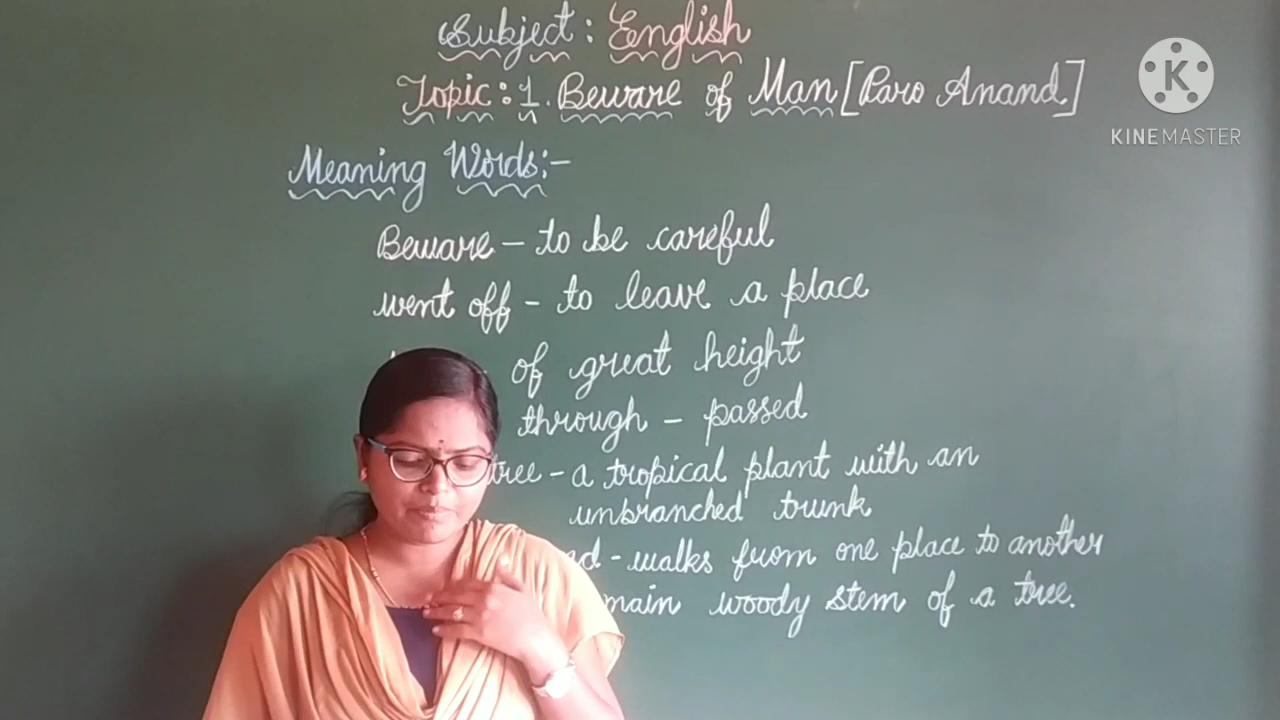 Subject: English
Topic: 1. Beware of Man [Paro Anand]
KINEMASTER
Meaning Words:-
Beware - to be careful
went off - to leave a place
of great height
through - passed
tree - a tropical plant with an
unbranched trunk
- walks from one place to another
main woody stem of a tree.